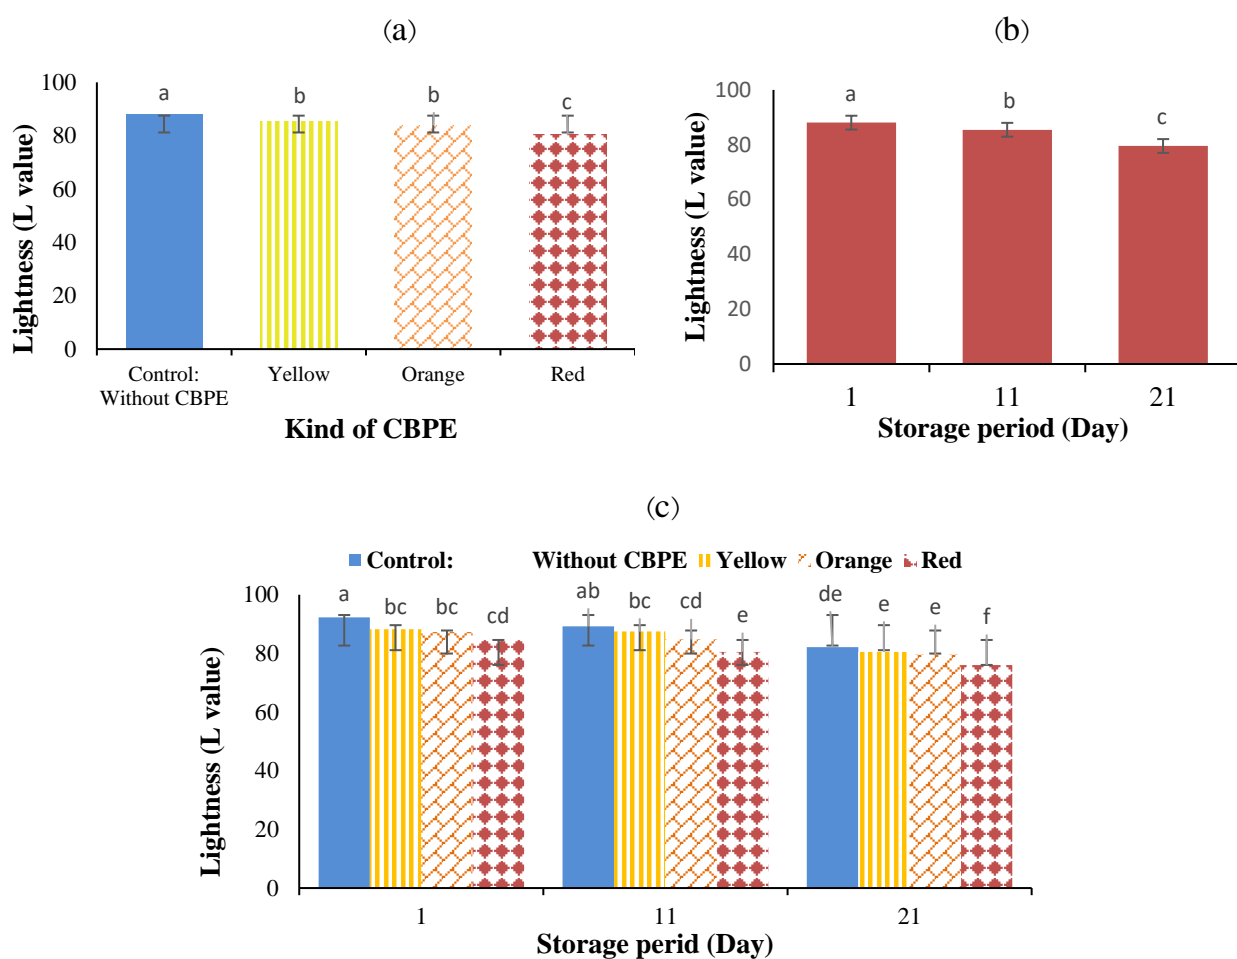 (a)
Lightness (L value)
100
80
60
40
20
0
a
b
b
c
Control:
Without CBPE
Yellow
Orange
Red
Kind of CBPE
(b)
Lightness (L value)
100
80
60
40
20
0
a
b
c
1
11
21
Storage period (Day)
(c)
Control: Without CBPE Yellow Orange Red
Lightness (L value)
100
80
60
40
20
0
a
bc
bc
cd
ab
bc
cd
e
de
e
e
f
1
11
21
Storage perid (Day)